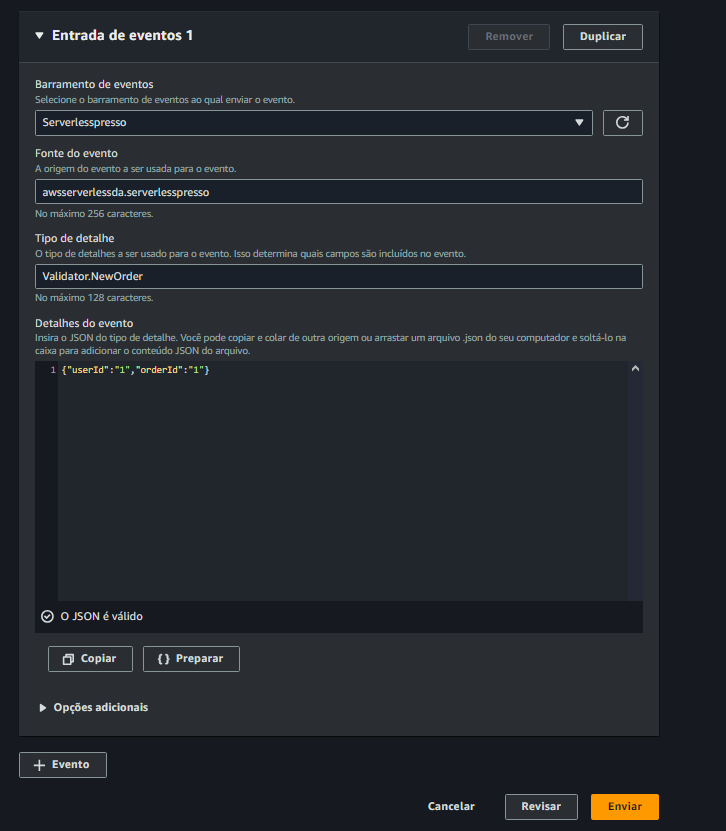 Entrada de eventos 1
Remover
Duplicar
Barramento de eventos
Selecione o barramento de eventos ao qual enviar o evento.
Serverlesspresso
Fonte do evento
A origem do evento a ser usada para o evento.
awsserverlessda.serverlesspresso
No máximo 256 caracteres.
Tipo de detalhe
O tipo de detalhes a ser usado para o evento. Isso determina quais campos são incluídos no evento.
Validator.NewOrder
No máximo 128 caracteres.
Detalhes do evento
Insira o JSON do tipo de detalhe. Você pode copiar e colar de outra origem ou arrastar um arquivo .json do seu computador e soltá-lo na
caixa para adicionar o conteúdo JSON do arquivo.
1 {"userId":"1","orderId":"1"}
O JSON é válido
Copiar
{} Preparar
Opções adicionais
+ Evento
Cancelar
Revisar
Enviar